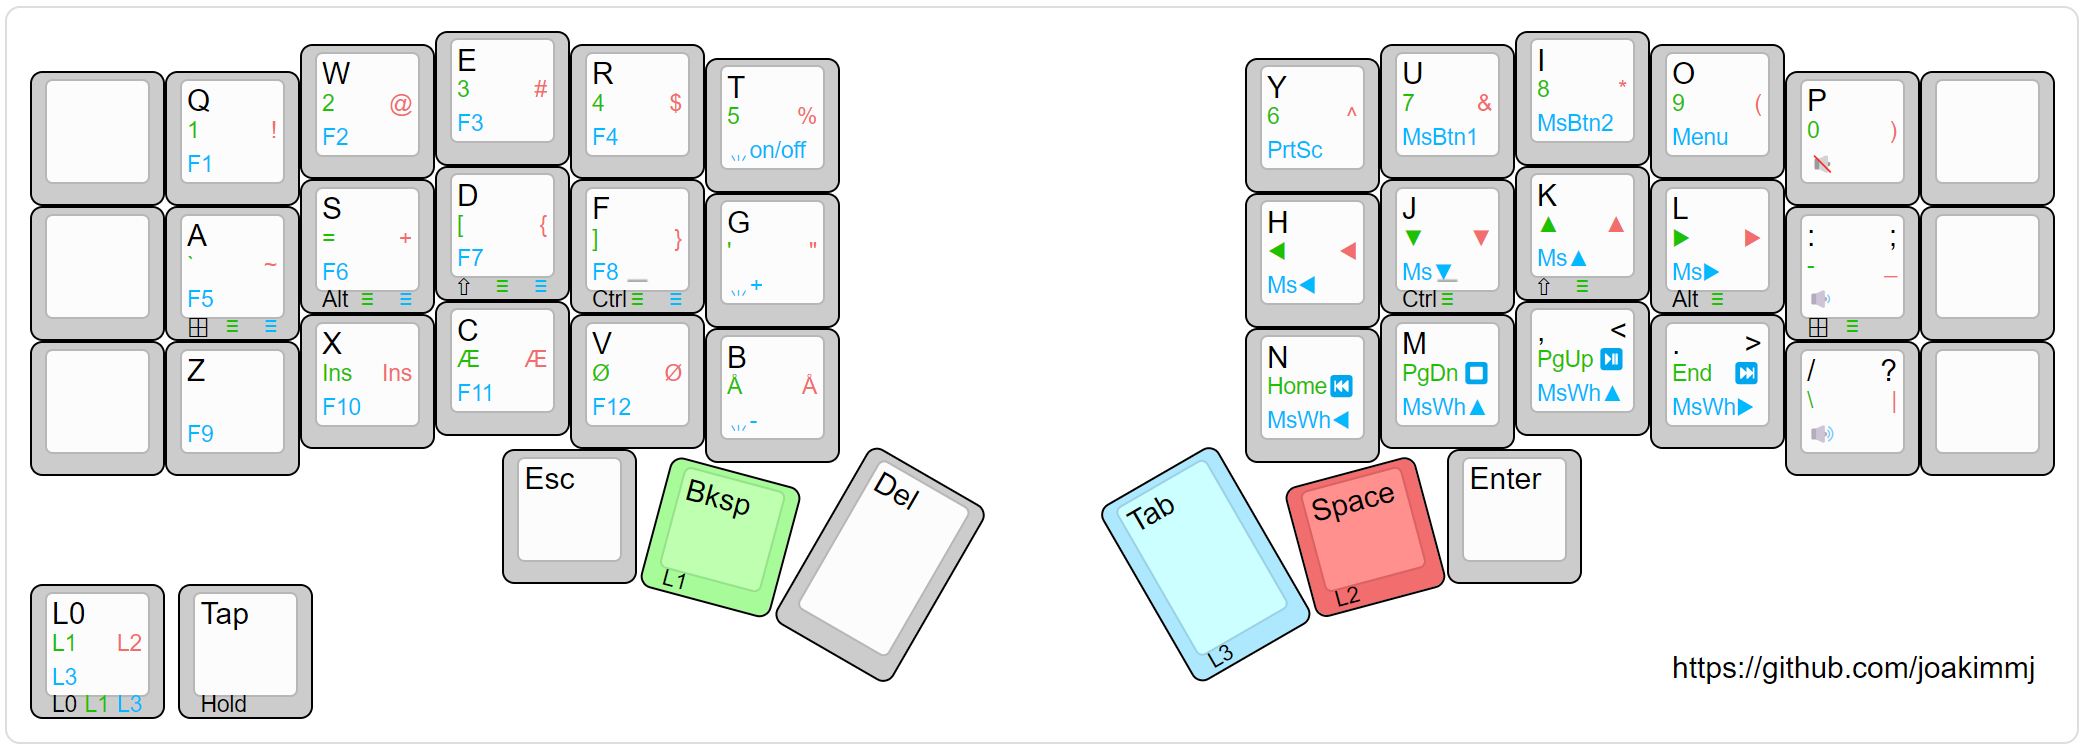 Q
1 !
F1
W
2 @
F2
E
3 #
F3
R
4 $
F4
T
5 %
on/off
Y
6 ^
PrtSc
U
7 &
MsBtn1
I
8 *
MsBtn2
O
9 (
Menu
P
0 )
A
` ~
F5
S
= +
F6
Alt ≡ ≡
D
[ {
F7
⇧ ≡ ≡
F
] }
F8
Ctrl ≡ ≡
G
' "
+
H
◀ ◀
Ms◀
J
▼ ▼
Ms▼
Ctrl ≡
K
▲ ▲
Ms▲
⇧ ≡
L
▶ ▶
Ms▶
Alt ≡
: ;
- _
Z
F9
X
Ins Ins
F10
C
Æ Æ
F11
V
Ø Ø
F12
B
Å Å
-
N
Home ⏮
MsWh◀
M
PgDn ⏹
MsWh▲
, <
PgUp ⏯
MsWh▲
. >
End ⏭
MsWh▶
/ ?
\ |
Esc
Bksp
L1
Del
Tab
L3
Space
L2
Enter
L0
L1 L2
L3
L0 L1 L3
Tap
Hold
https://github.com/joakimmj